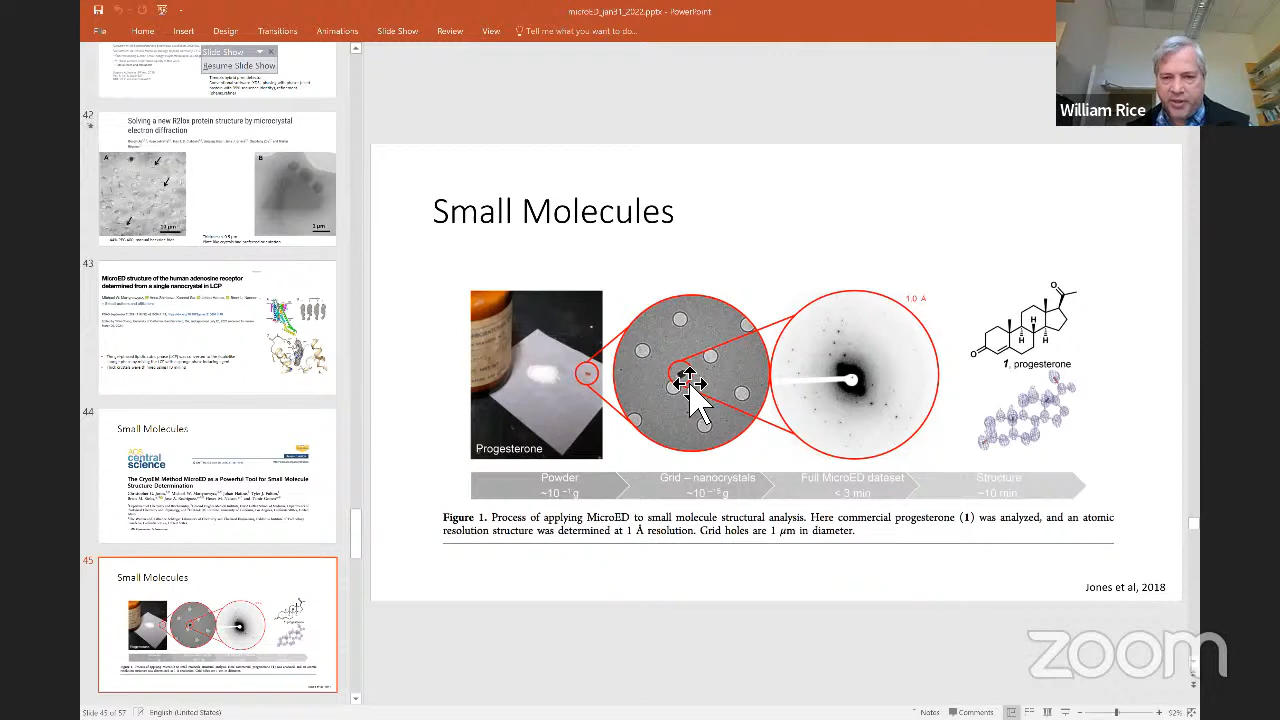 microED_jan31_2022.pptx - PowerPoint
File Home Insert Design Transitions Animations Slide Show Review View Tell me what you want to do...
Slide Show
Resume Slide Show
William Rice
42
Solving a new R2lox protein structure by microcrystal
electron diffraction
A
B
10 µm
1 µm
43
MicroED structure of the human adenosine receptor
determined from a single nanocrystal in LCP
44
Small Molecules
ACS
central
science
The CryoEM Method MicroED as a Powerful Tool for Small Molecule
Structure Determination
45
Small Molecules
Small Molecules
Progesterone
1.0 Å
O
H
H
H
O
1, progesterone
Powder
~10⁻¹ g
Grid – nanocrystals
~10⁻¹⁵ g
Full MicroED dataset
< 3 min
Structure
~10 min
Figure 1. Process of applying MicroED to small molecule structural analysis. Here commercial progesterone (1) was analyzed, and an atomic
resolution structure was determined at 1 Å resolution. Grid holes are 1 μm in diameter.
Jones et al, 2018
zoom
Slide 45 of 57 English (United States) Notes Comments 92%